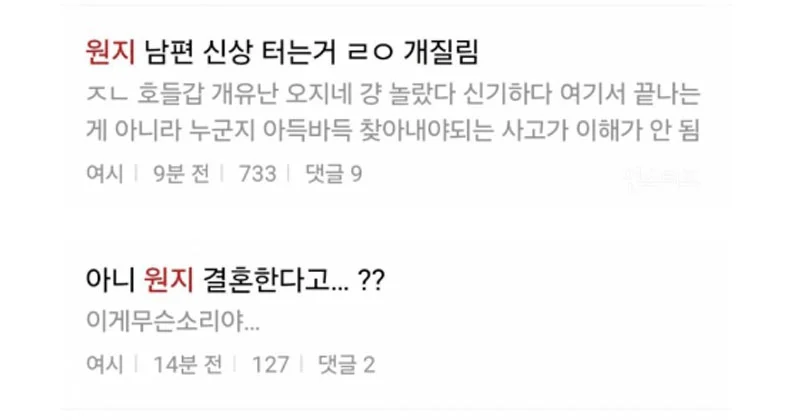 원지 남편 신상 터는거 ㄹㅇ 개질림
ㅈㄴ 호들갑 개유난 오지네 걍 놀랐다 신기하다 여기서 끝나는
게 아니라 누군지 아득바득 찾아내야되는 사고가 이해가 안 됨
여시 9분 전 733 댓글 9
아니 원지 결혼한다고... ??
이게무슨소리야...
여시 14분 전 127 댓글 2